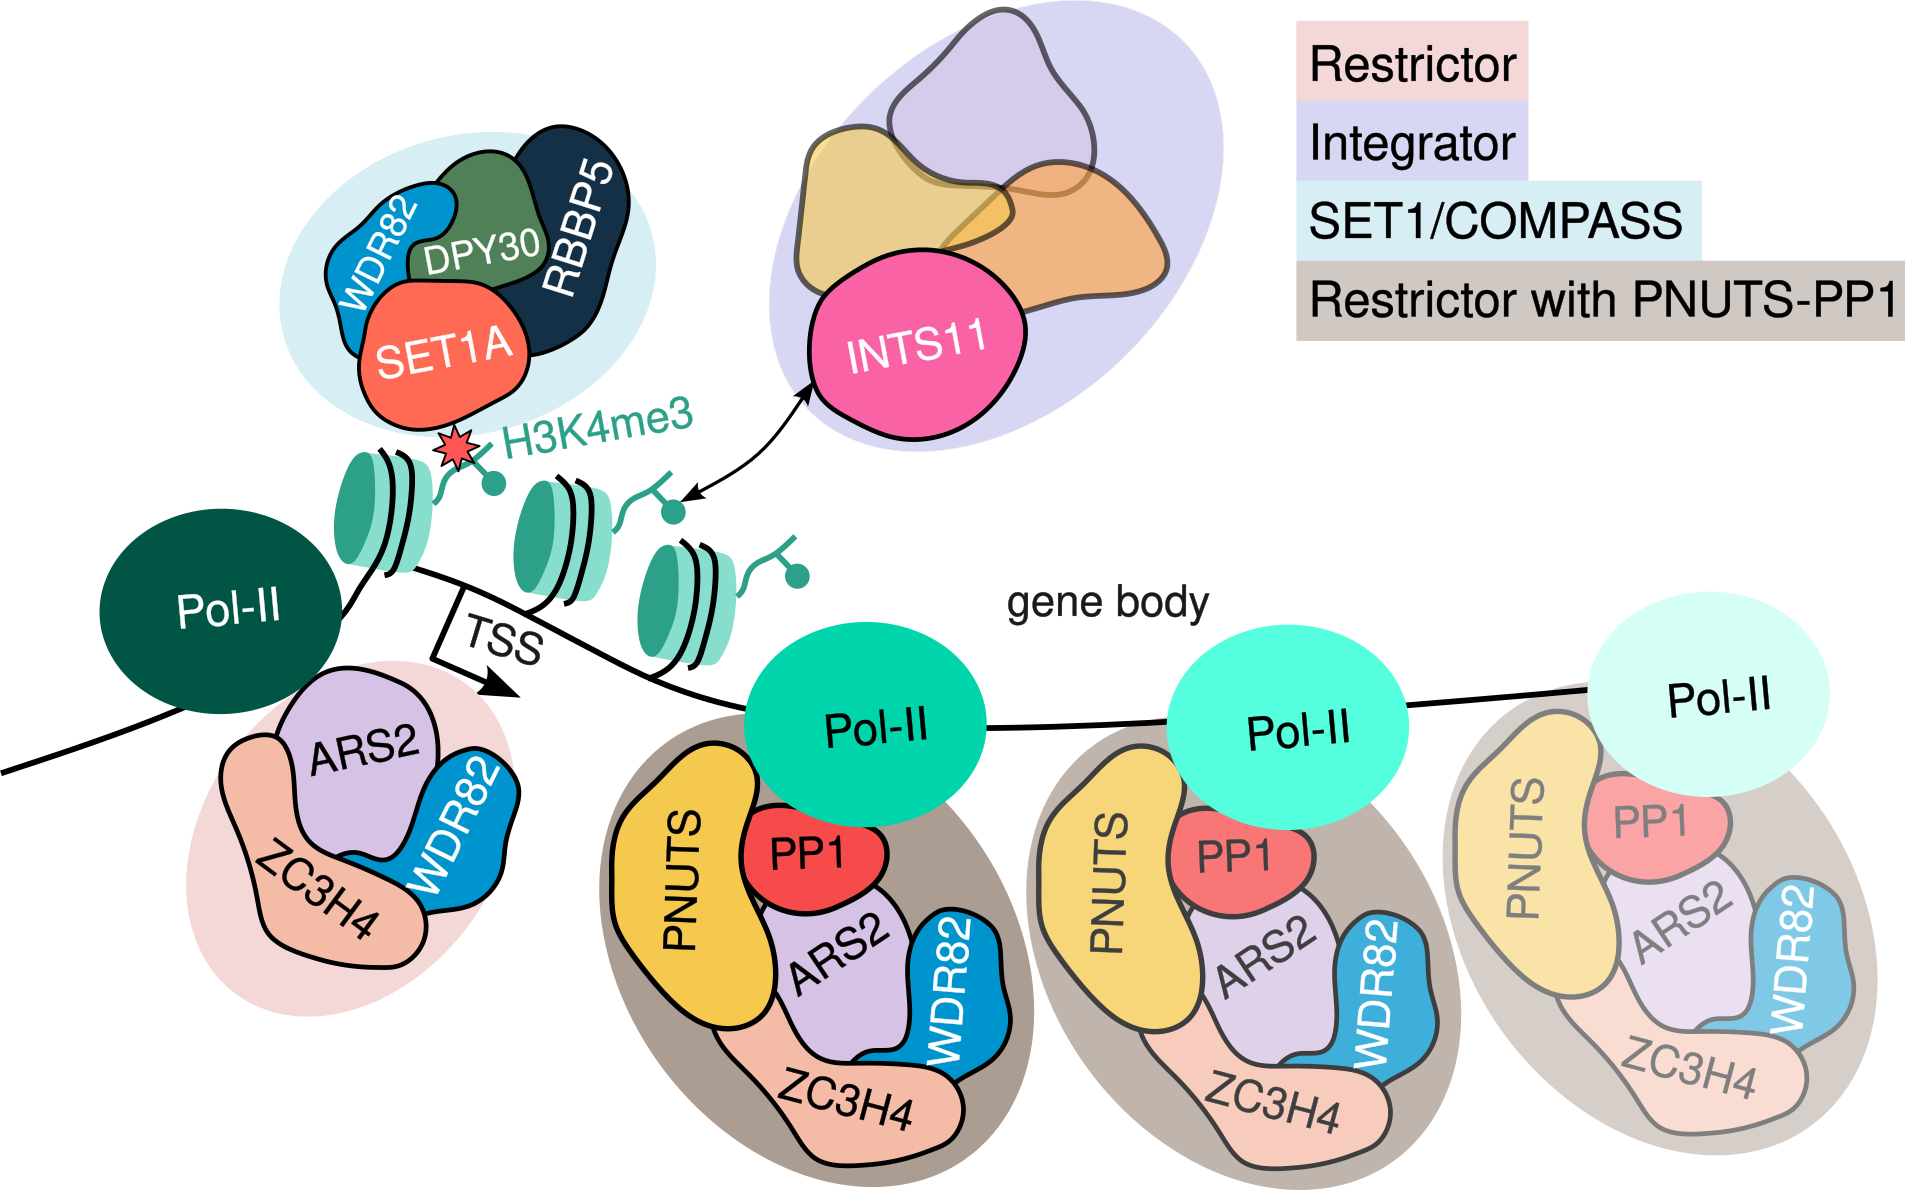 Restrictor
Integrator
SET1/COMPASS
Restrictor with PNUTS-PP1
WDR82
DPY30
RBBP5
SET1A
INTS11
H3K4me3
Pol-II
TSS
gene body
ARS2
WDR82
ZC3H4
Pol-II
PNUTS
PP1
ARS2
WDR82
ZC3H4
Pol-II
PNUTS
PP1
ARS2
WDR82
ZC3H4
Pol-II
PNUTS
PP1
ARS2
WDR82
ZC3H4